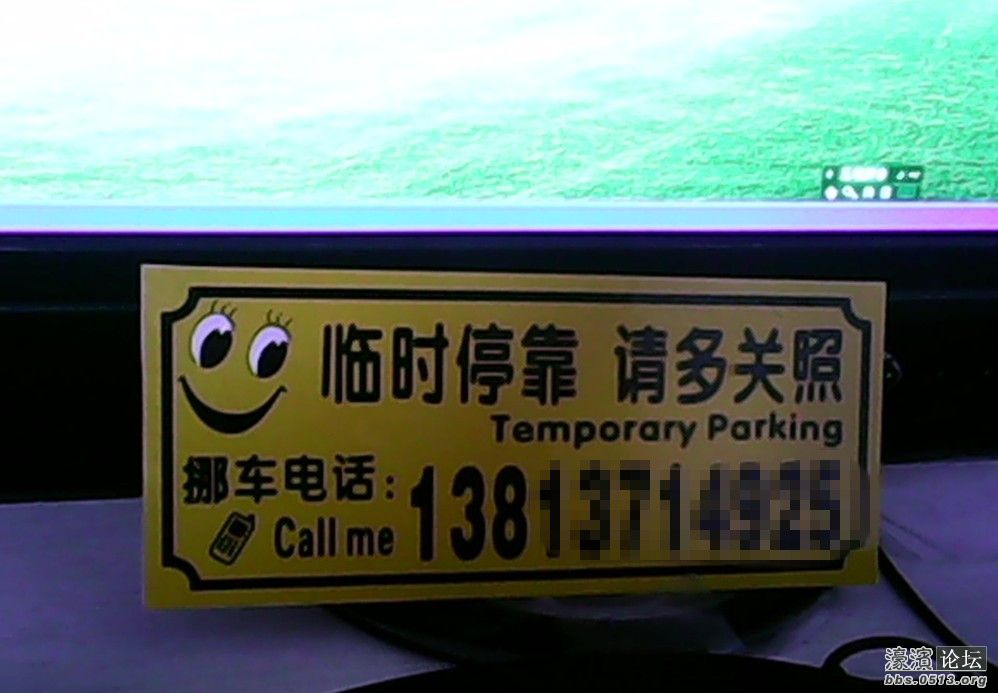 临时停靠 请多关照
Temporary Parking
挪车电话:
Call me 138
濠濱论坛
bbs.0513.org